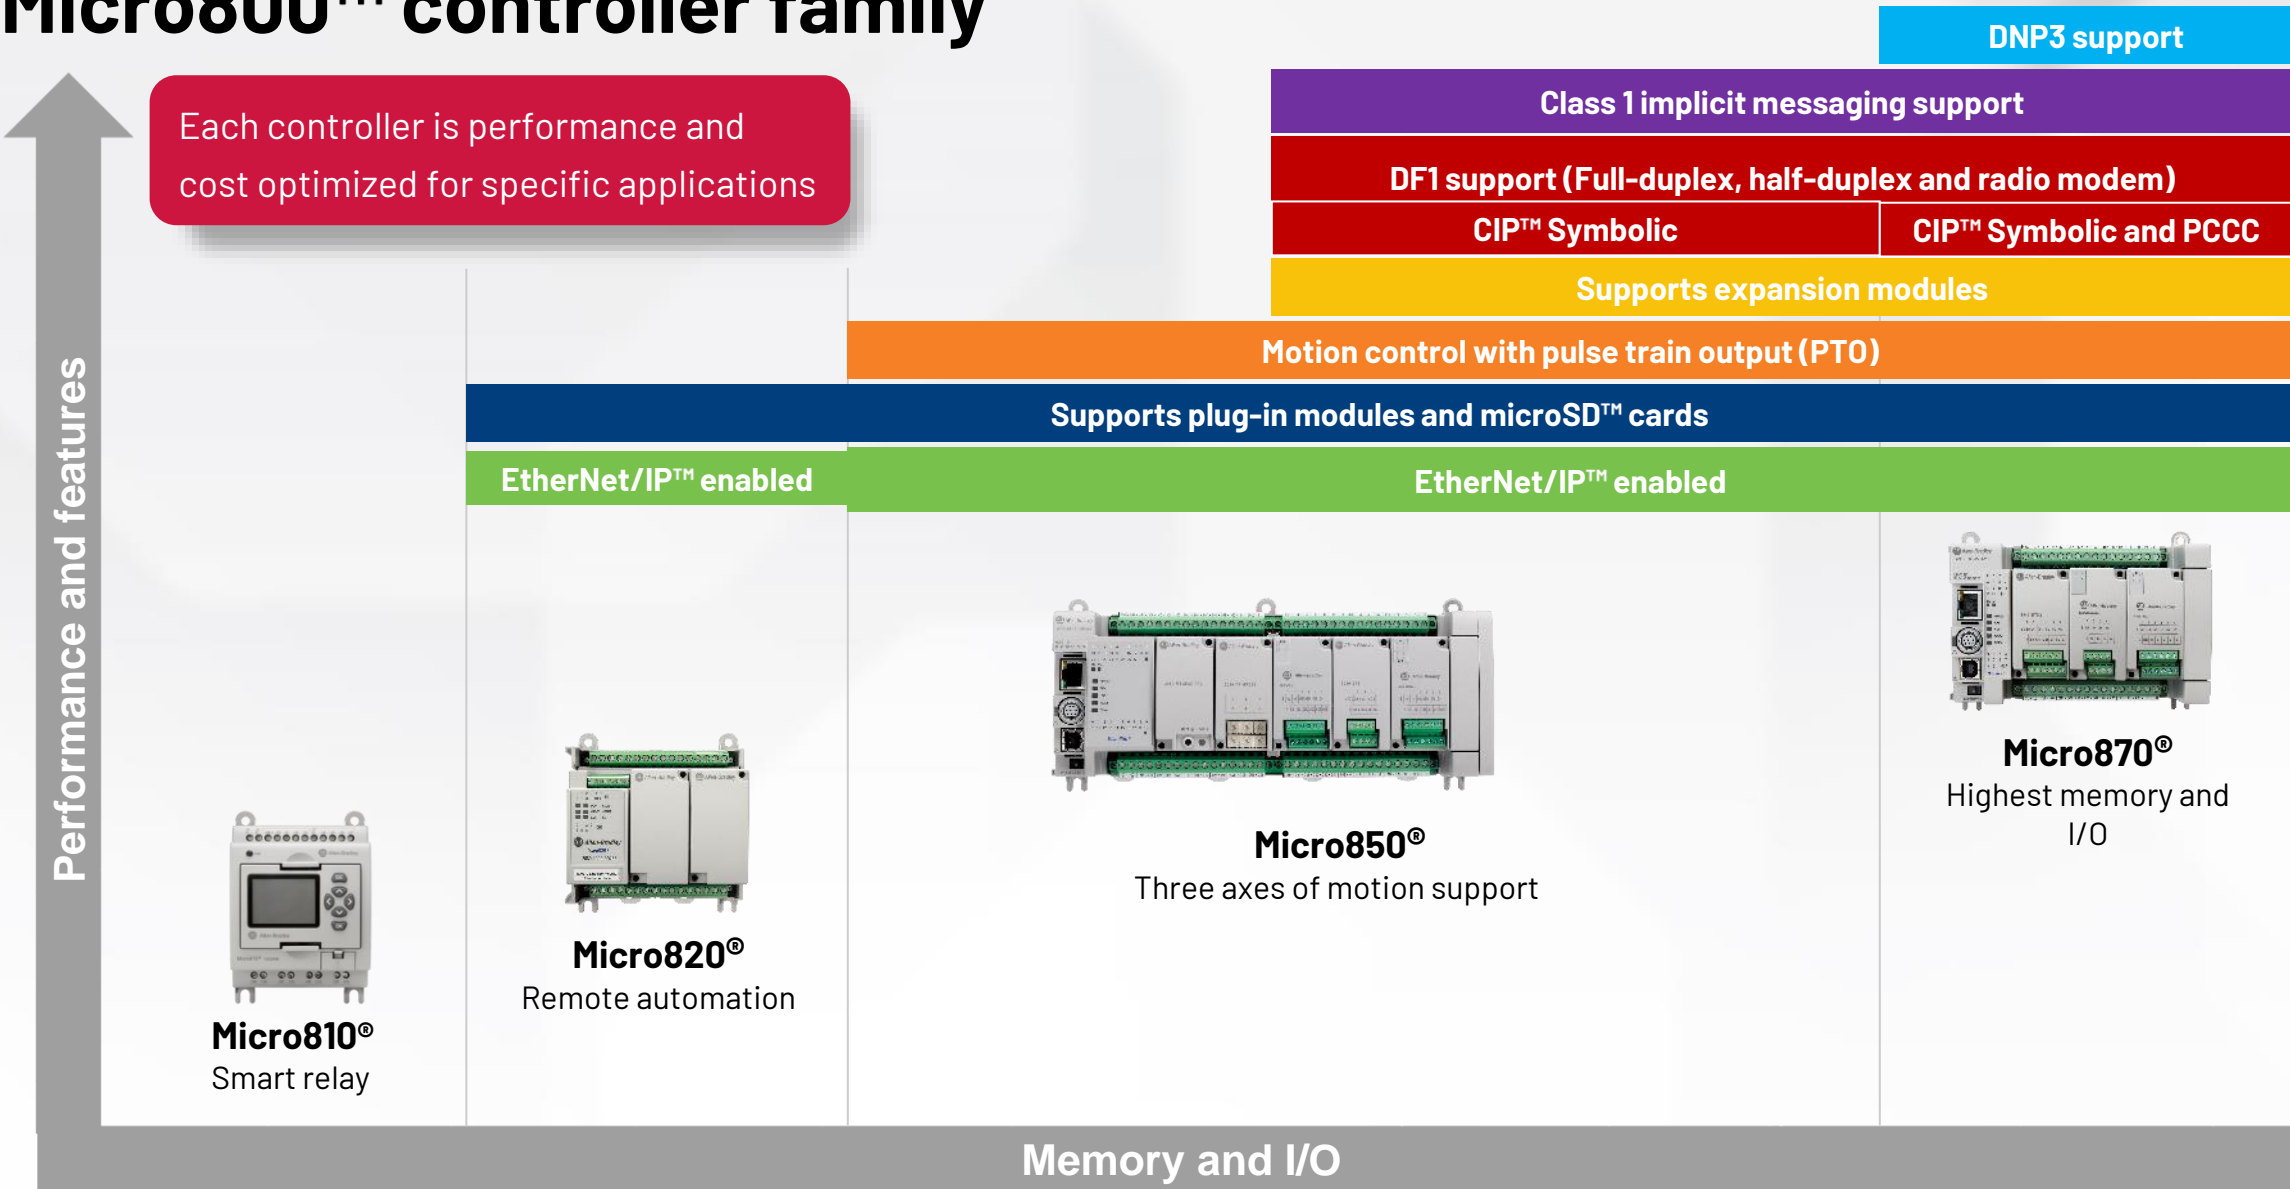 Micro800™ controller family
Each controller is performance and
cost optimized for specific applications
DNP3 support
Class 1 implicit messaging support
DF1 support (Full-duplex, half-duplex and radio modem)
CIP™ Symbolic
CIP™ Symbolic and PCCC
Supports expansion modules
Motion control with pulse train output (PTO)
Supports plug-in modules and microSD™ cards
EtherNet/IP™ enabled
EtherNet/IP™ enabled
Performance and features
Micro810®
Smart relay
Micro820®
Remote automation
Micro850®
Three axes of motion support
Micro870®
Highest memory and
I/O
Memory and I/O